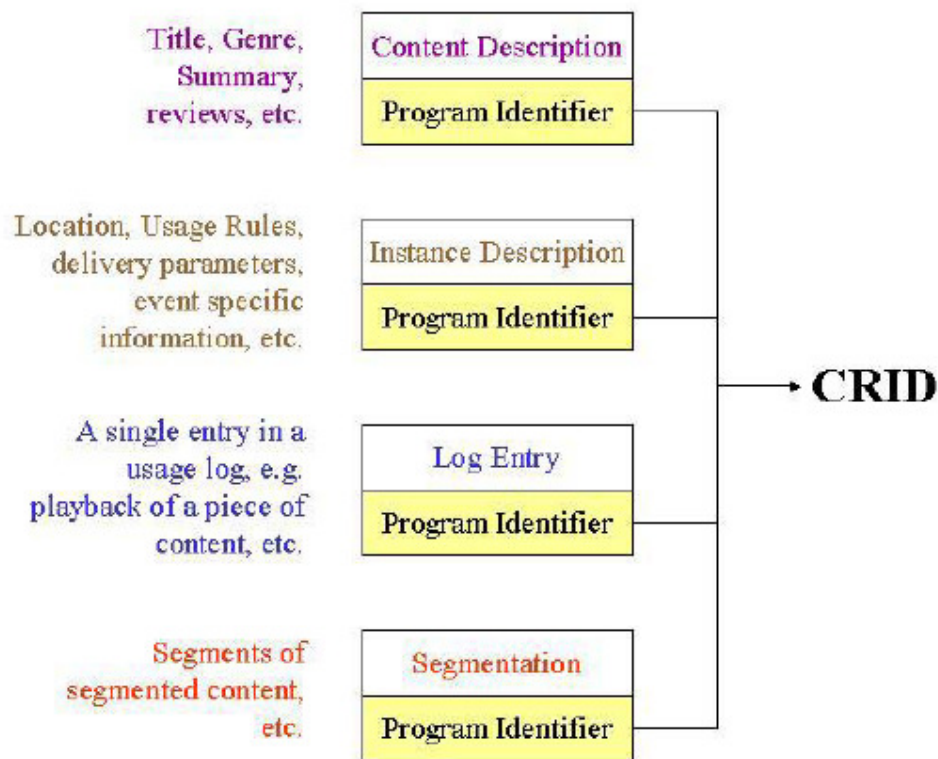 Title, Genre,
Summary,
reviews, etc.
Content Description
Program Identifier
Location, Usage Rules,
delivery parameters,
event specific
information, etc.
Instance Description
Program Identifier
CRID
A single entry in a
usage log, e.g.
playback of a piece of
content, etc.
Log Entry
Program Identifier
Segments of
segmented content,
etc.
Segmentation
Program Identifier